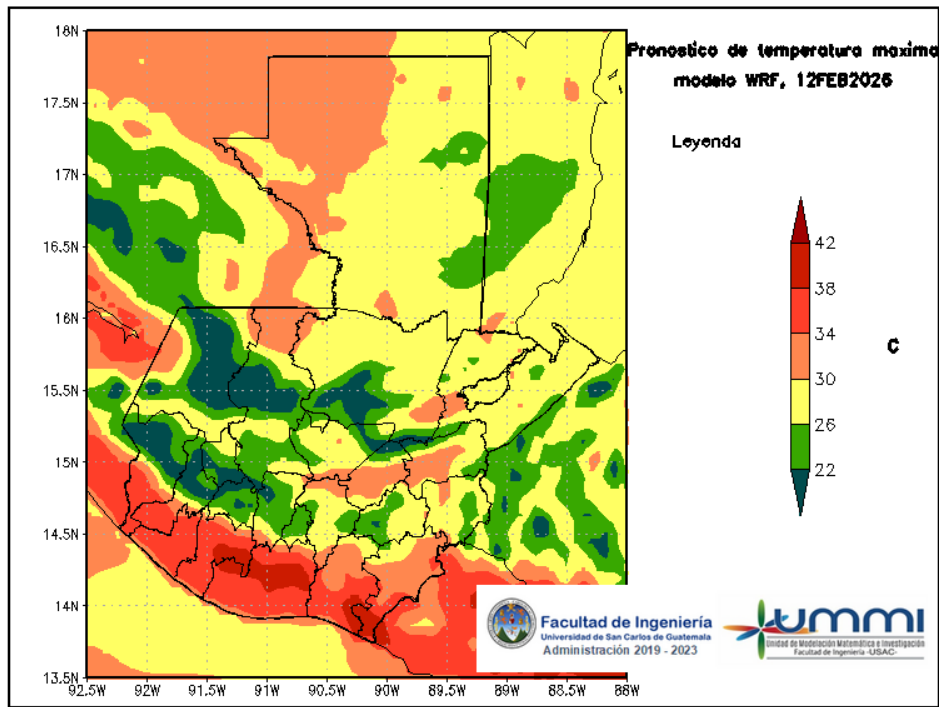 Pronostico de temperatura maxima
modelo WRF, 12FEB2026
Leyenda
42
38
34
30
26
22
C
18N
17.5N
17N
16.5N
16N
15.5N
15N
14.5N
14N
13.5N
92.5W
92W
91.5W
91W
90.5W
90W
89.5W
89W
88.5W
88W
Facultad de Ingeniería
Universidad de San Carlos de Guatemala
Administración 2019 - 2023
ummi
Unidad de Modelación Matemática e Investigación
Facultad de Ingeniería -USAC-